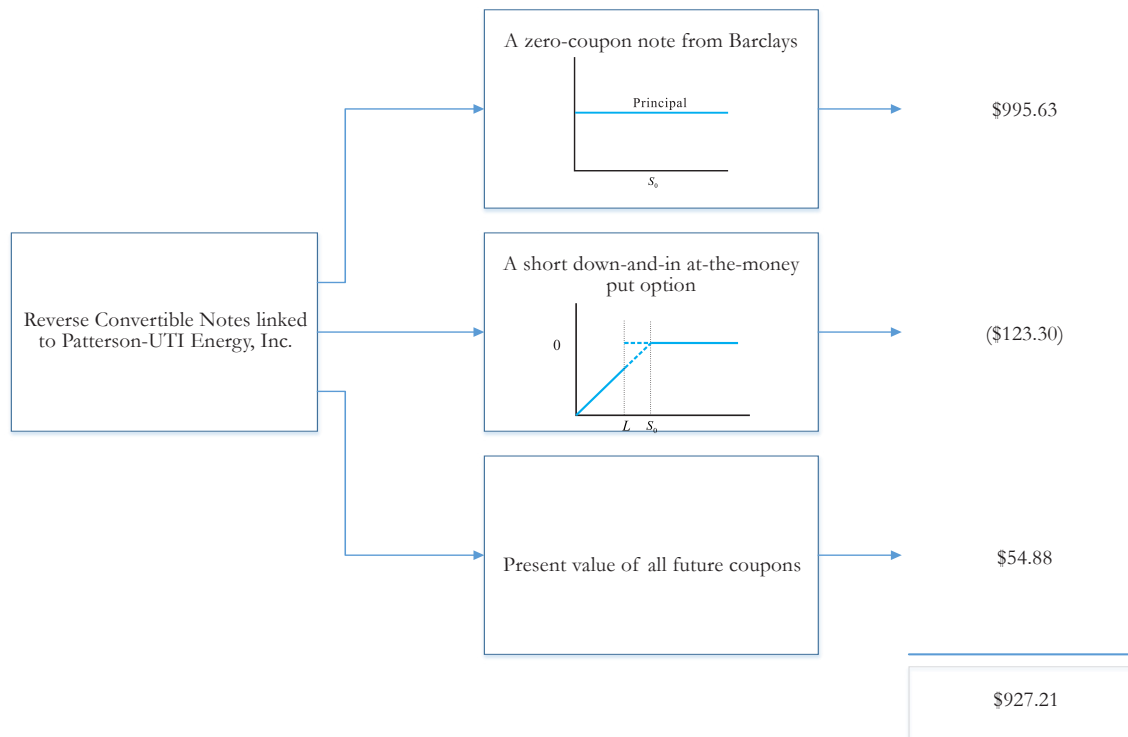 A zero-coupon note from Barclays
Principal
S₀
$995.63
Reverse Convertible Notes linked
to Patterson-UTI Energy, Inc.
A short down-and-in at-the-money
put option
0
L S₀
($123.30)
Present value of all future coupons
$54.88
$927.21